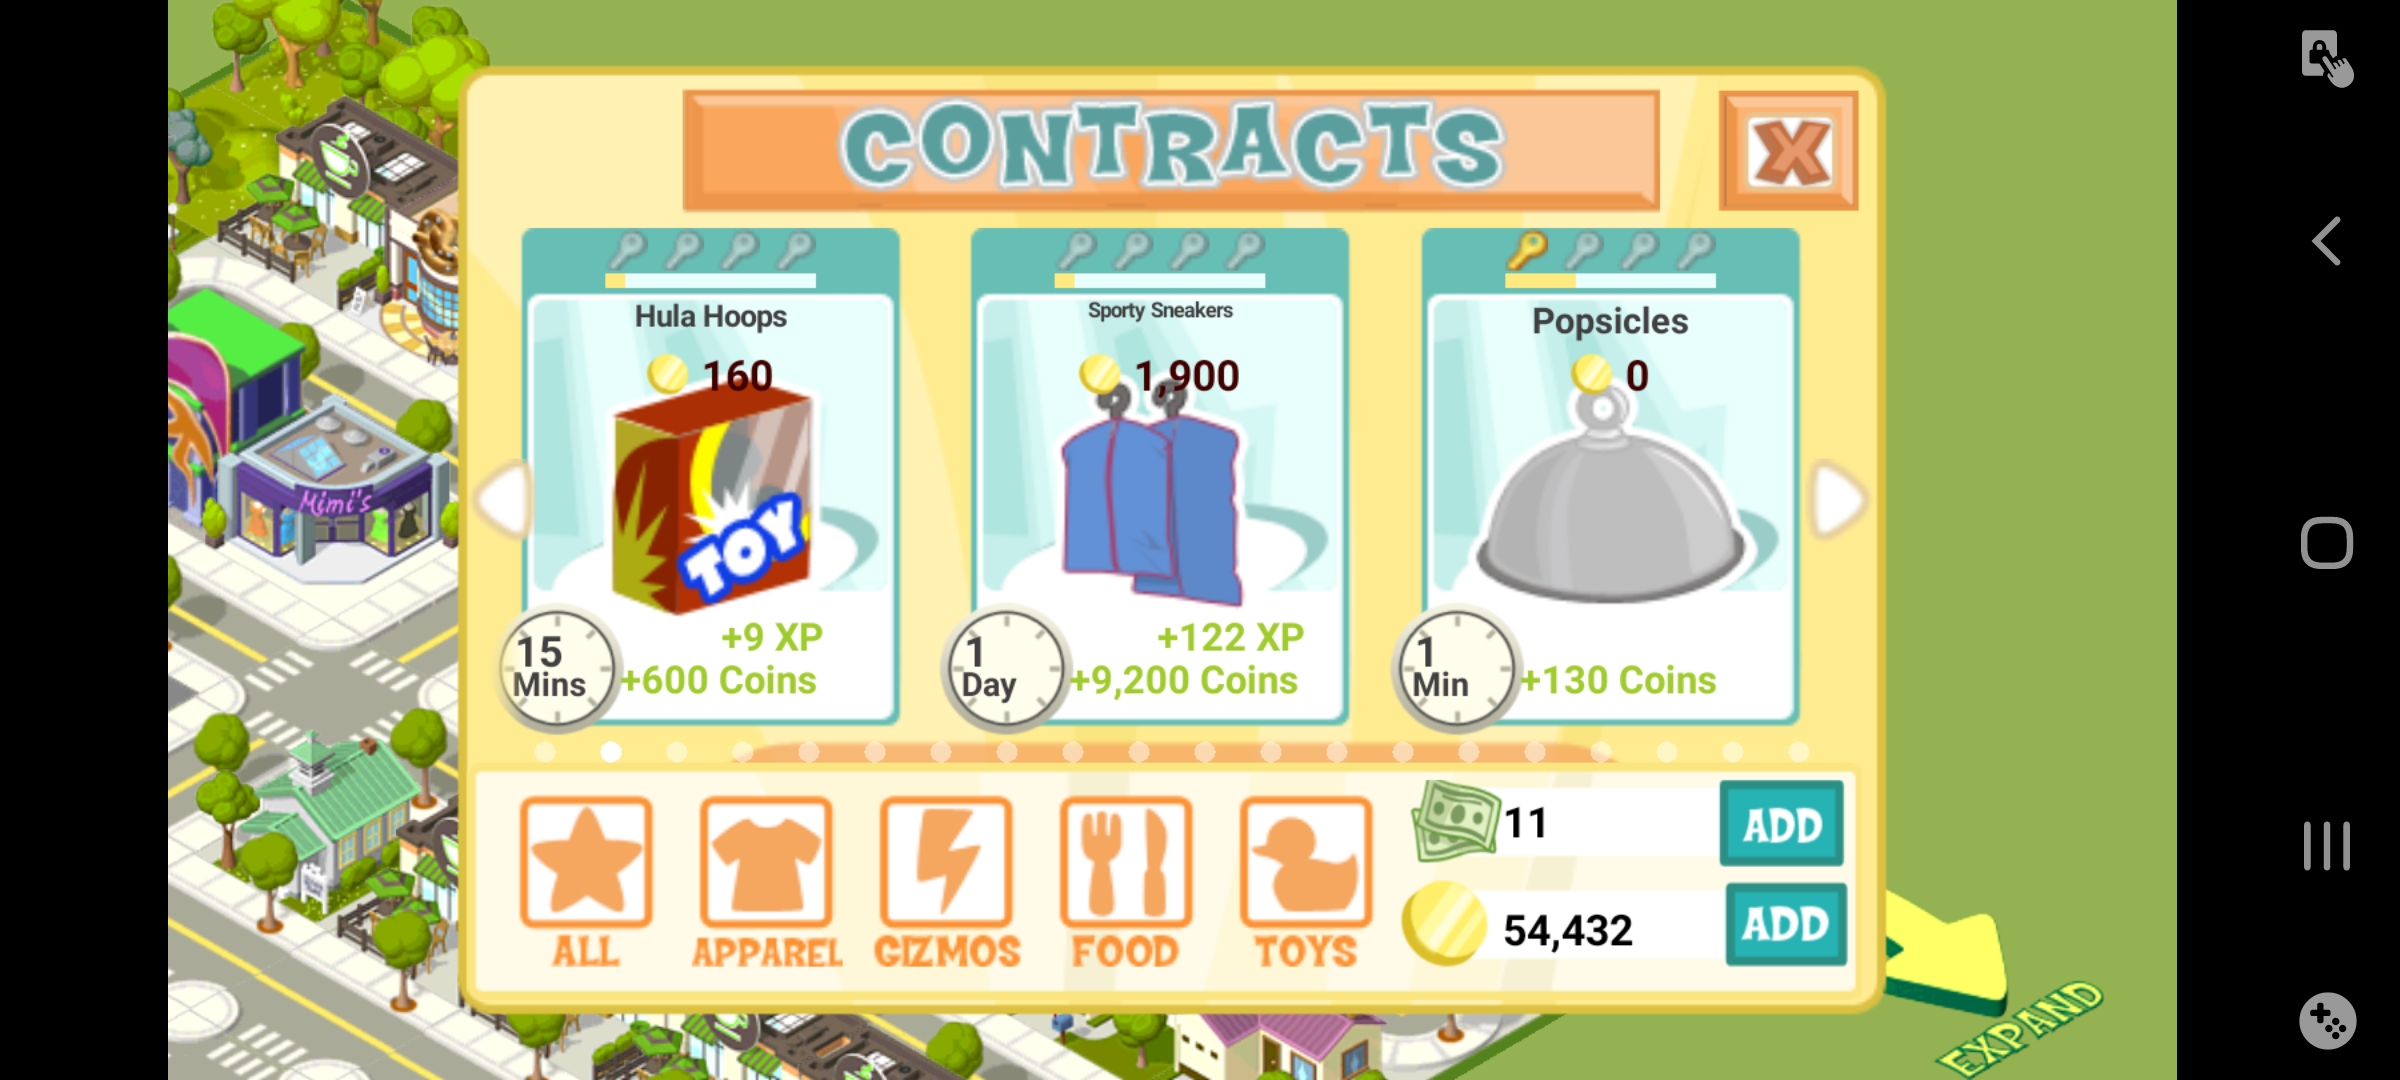 CONTRACTS
X
Hula Hoops
160
TOY
15
Mins
+9 XP
+600 Coins
Sporty Sneakers
1,900
1
Day
+122 XP
+9,200 Coins
Popsicles
0
1
Min
+130 Coins
Mimi's
ALL
APPAREL
GIZMOS
FOOD
TOYS
11
ADD
54,432
ADD
EXPAND